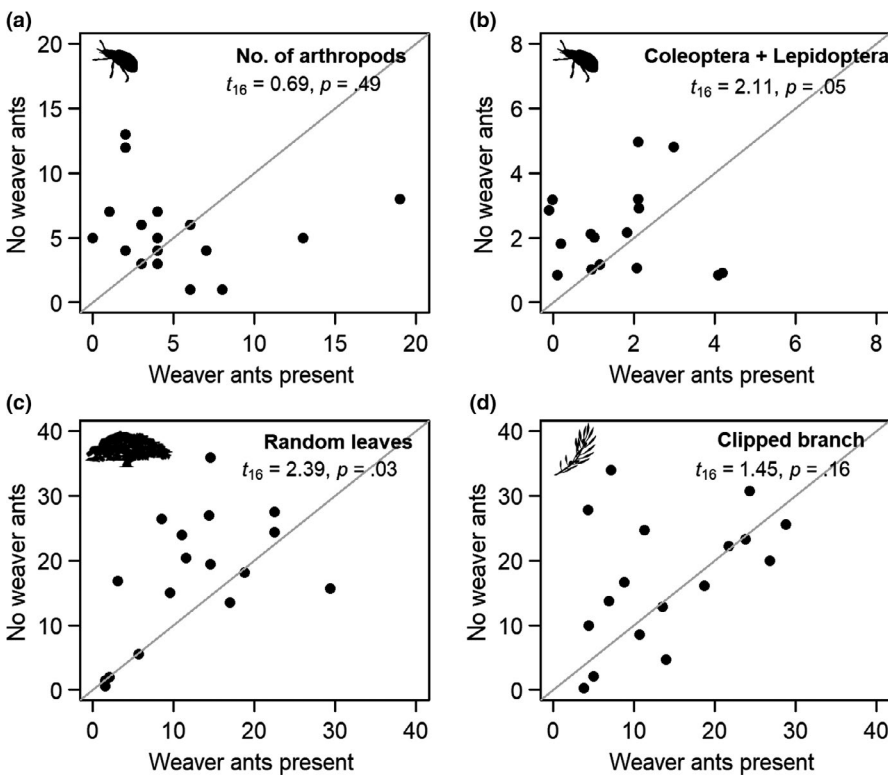 (a)
No. of arthropods
t16 = 0.69, p = .49
20
15
10
5
0
No weaver ants
0 5 10 15 20
Weaver ants present
(b)
Coleoptera + Lepidoptera
t16 = 2.11, p = .05
8
6
4
2
0
No weaver ants
0 2 4 6 8
Weaver ants present
(c)
Random leaves
t16 = 2.39, p = .03
40
30
20
10
0
No weaver ants
0 10 20 30 40
Weaver ants present
(d)
Clipped branch
t16 = 1.45, p = .16
40
30
20
10
0
No weaver ants
0 10 20 30 40
Weaver ants present